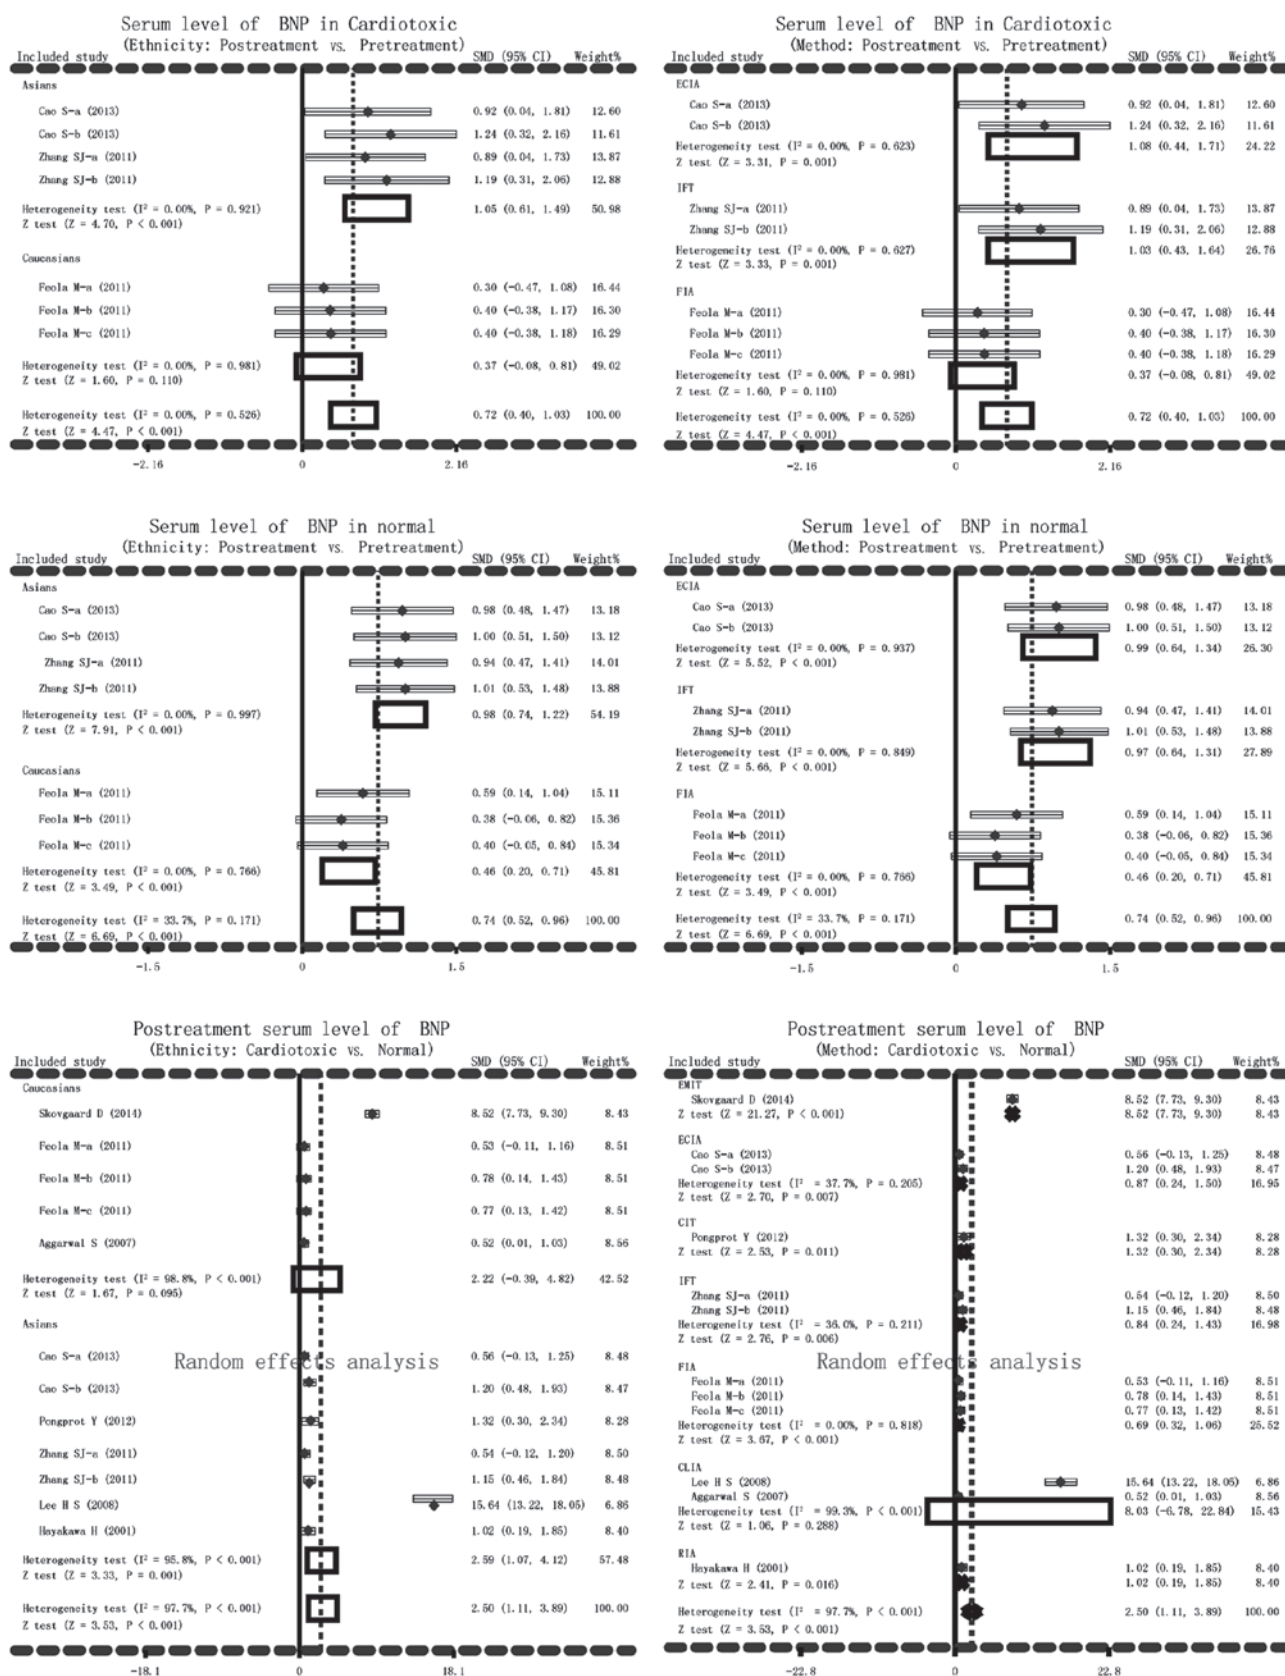 Serum level of BNP in Cardiotoxic
(Ethnicity: Postreatment vs. Pretreatment)
Included study SMD (95% CI) Weight%
Asians
Cao S-a (2013) 0.92 (0.04, 1.81) 12.60
Cao S-b (2013) 1.24 (0.32, 2.16) 11.61
Zhang SJ-a (2011) 0.89 (0.04, 1.73) 13.87
Zhang SJ-b (2011) 1.19 (0.31, 2.06) 12.88
Heterogeneity test (I² = 0.00%, P = 0.921) 1.05 (0.61, 1.49) 50.98
Z test (Z = 4.70, P < 0.001)
Caucasians
Feola M-a (2011) 0.30 (-0.47, 1.08) 16.44
Feola M-b (2011) 0.40 (-0.38, 1.17) 16.30
Feola M-c (2011) 0.40 (-0.38, 1.18) 16.29
Heterogeneity test (I² = 0.00%, P = 0.981) 0.37 (-0.08, 0.81) 49.02
Z test (Z = 1.60, P = 0.110)
Heterogeneity test (I² = 0.00%, P = 0.526) 0.72 (0.40, 1.03) 100.00
Z test (Z = 4.47, P < 0.001)
-2.16 0 2.16
Serum level of BNP in Cardiotoxic
(Method: Postreatment vs. Pretreatment)
Included study SMD (95% CI) Weight%
ECIA
Cao S-a (2013) 0.92 (0.04, 1.81) 12.60
Cao S-b (2013) 1.24 (0.32, 2.16) 11.61
Heterogeneity test (I² = 0.00%, P = 0.623) 1.08 (0.44, 1.71) 24.22
Z test (Z = 3.31, P = 0.001)
IFT
Zhang SJ-a (2011) 0.89 (0.04, 1.73) 13.87
Zhang SJ-b (2011) 1.19 (0.31, 2.06) 12.88
Heterogeneity test (I² = 0.00%, P = 0.627) 1.03 (0.43, 1.64) 26.76
Z test (Z = 3.33, P = 0.001)
FIA
Feola M-a (2011) 0.30 (-0.47, 1.08) 16.44
Feola M-b (2011) 0.40 (-0.38, 1.17) 16.30
Feola M-c (2011) 0.40 (-0.38, 1.18) 16.29
Heterogeneity test (I² = 0.00%, P = 0.981) 0.37 (-0.08, 0.81) 49.02
Z test (Z = 1.60, P = 0.110)
Heterogeneity test (I² = 0.00%, P = 0.526) 0.72 (0.40, 1.03) 100.00
Z test (Z = 4.47, P < 0.001)
-2.16 0 2.16
Serum level of BNP in normal
(Ethnicity: Postreatment vs. Pretreatment)
Included study SMD (95% CI) Weight%
Asians
Cao S-a (2013) 0.98 (0.48, 1.47) 13.18
Cao S-b (2013) 1.00 (0.51, 1.50) 13.12
Zhang SJ-a (2011) 0.94 (0.47, 1.41) 14.01
Zhang SJ-b (2011) 1.01 (0.53, 1.48) 13.88
Heterogeneity test (I² = 0.00%, P = 0.997) 0.98 (0.74, 1.22) 54.19
Z test (Z = 7.91, P < 0.001)
Caucasians
Feola M-a (2011) 0.59 (0.14, 1.04) 15.11
Feola M-b (2011) 0.38 (-0.06, 0.82) 15.36
Feola M-c (2011) 0.40 (-0.05, 0.84) 15.34
Heterogeneity test (I² = 0.00%, P = 0.766) 0.46 (0.20, 0.71) 45.81
Z test (Z = 3.49, P < 0.001)
Heterogeneity test (I² = 33.7%, P = 0.171) 0.74 (0.52, 0.96) 100.00
Z test (Z = 6.69, P < 0.001)
-1.5 0 1.5
Serum level of BNP in normal
(Method: Postreatment vs. Pretreatment)
Included study SMD (95% CI) Weight%
ECIA
Cao S-a (2013) 0.98 (0.48, 1.47) 13.18
Cao S-b (2013) 1.00 (0.51, 1.50) 13.12
Heterogeneity test (I² = 0.00%, P = 0.937) 0.99 (0.64, 1.34) 26.30
Z test (Z = 5.52, P < 0.001)
IFT
Zhang SJ-a (2011) 0.94 (0.47, 1.41) 14.01
Zhang SJ-b (2011) 1.01 (0.53, 1.48) 13.88
Heterogeneity test (I² = 0.00%, P = 0.849) 0.97 (0.64, 1.31) 27.89
Z test (Z = 5.66, P < 0.001)
FIA
Feola M-a (2011) 0.59 (0.14, 1.04) 15.11
Feola M-b (2011) 0.38 (-0.06, 0.82) 15.36
Feola M-c (2011) 0.40 (-0.05, 0.84) 15.34
Heterogeneity test (I² = 0.00%, P = 0.766) 0.46 (0.20, 0.71) 45.81
Z test (Z = 3.49, P < 0.001)
Heterogeneity test (I² = 33.7%, P = 0.171) 0.74 (0.52, 0.96) 100.00
Z test (Z = 6.69, P < 0.001)
-1.5 0 1.5
Postreatment serum level of BNP
(Ethnicity: Cardiotoxic vs. Normal)
Included study SMD (95% CI) Weight%
Caucasians
Skovgaard D (2014) 8.52 (7.73, 9.30) 8.43
Feola M-a (2011) 0.53 (-0.11, 1.16) 8.51
Feola M-b (2011) 0.78 (0.14, 1.43) 8.51
Feola M-c (2011) 0.77 (0.13, 1.42) 8.51
Aggarwal S (2007) 0.52 (0.01, 1.03) 8.56
Heterogeneity test (I² = 98.8%, P < 0.001) 2.22 (-0.39, 4.82) 42.52
Z test (Z = 1.67, P = 0.095)
Asians
Cao S-a (2013) 0.56 (-0.13, 1.25) 8.48
Random effects analysis
Cao S-b (2013) 1.20 (0.48, 1.93) 8.47
Pongprot Y (2012) 1.32 (0.30, 2.34) 8.28
Zhang SJ-a (2011) 0.54 (-0.12, 1.20) 8.50
Zhang SJ-b (2011) 1.15 (0.46, 1.84) 8.48
Lee H S (2008) 15.64 (13.22, 18.05) 6.86
Hayakawa H (2001) 1.02 (0.19, 1.85) 8.40
Heterogeneity test (I² = 95.8%, P < 0.001) 2.59 (1.07, 4.12) 57.48
Z test (Z = 3.33, P = 0.001)
Heterogeneity test (I² = 97.7%, P < 0.001) 2.50 (1.11, 3.89) 100.00
Z test (Z = 3.53, P < 0.001)
-18.1 0 18.1
Postreatment serum level of BNP
(Method: Cardiotoxic vs. Normal)
Included study SMD (95% CI) Weight%
EMIT
Skovgaard D (2014) 8.52 (7.73, 9.30) 8.43
Z test (Z = 21.27, P < 0.001) 8.52 (7.73, 9.30) 8.43
ECIA
Cao S-a (2013) 0.56 (-0.13, 1.25) 8.48
Cao S-b (2013) 1.20 (0.48, 1.93) 8.47
Heterogeneity test (I² = 37.7%, P = 0.205) 0.87 (0.24, 1.50) 16.95
Z test (Z = 2.70, P = 0.007)
CIT
Pongprot Y (2012) 1.32 (0.30, 2.34) 8.28
Z test (Z = 2.53, P = 0.011) 1.32 (0.30, 2.34) 8.28
IFT
Zhang SJ-a (2011) 0.54 (-0.12, 1.20) 8.50
Zhang SJ-b (2011) 1.15 (0.46, 1.84) 8.48
Heterogeneity test (I² = 36.0%, P = 0.211) 0.84 (0.24, 1.43) 16.98
Z test (Z = 2.76, P = 0.006)
Random effects analysis
FIA
Feola M-a (2011) 0.53 (-0.11, 1.16) 8.51
Feola M-b (2011) 0.78 (0.14, 1.43) 8.51
Feola M-c (2011) 0.77 (0.13, 1.42) 8.51
Heterogeneity test (I² = 0.00%, P = 0.818) 0.69 (0.32, 1.06) 25.52
Z test (Z = 3.67, P < 0.001)
CLIA
Lee H S (2008) 15.64 (13.22, 18.05) 6.86
Aggarwal S (2007) 0.52 (0.01, 1.03) 8.56
Heterogeneity test (I² = 99.3%, P < 0.001) 8.03 (-6.78, 22.84) 15.43
Z test (Z = 1.06, P = 0.288)
RIA
Hayakawa H (2001) 1.02 (0.19, 1.85) 8.40
Z test (Z = 2.41, P = 0.016) 1.02 (0.19, 1.85) 8.40
Heterogeneity test (I² = 97.7%, P < 0.001) 2.50 (1.11, 3.89) 100.00
Z test (Z = 3.53, P < 0.001)
-22.8 0 22.8